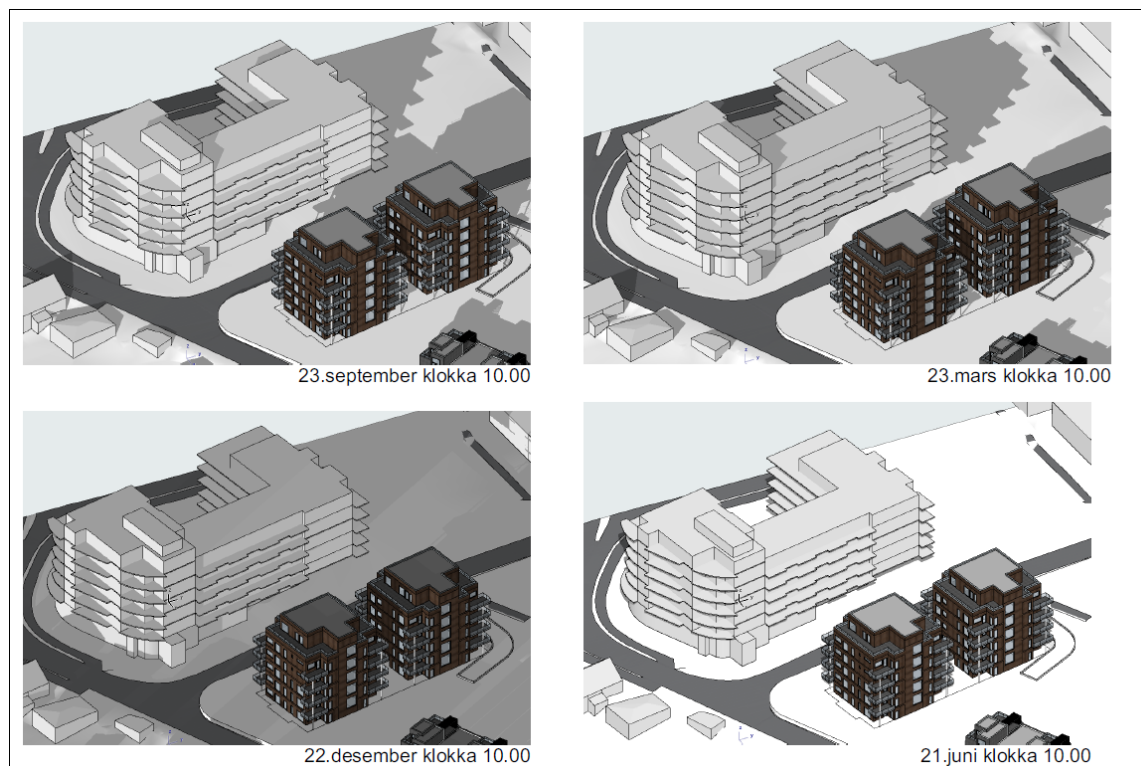 23.september klokka 10.00
23.mars klokka 10.00
22.desember klokka 10.00
21.juni klokka 10.00